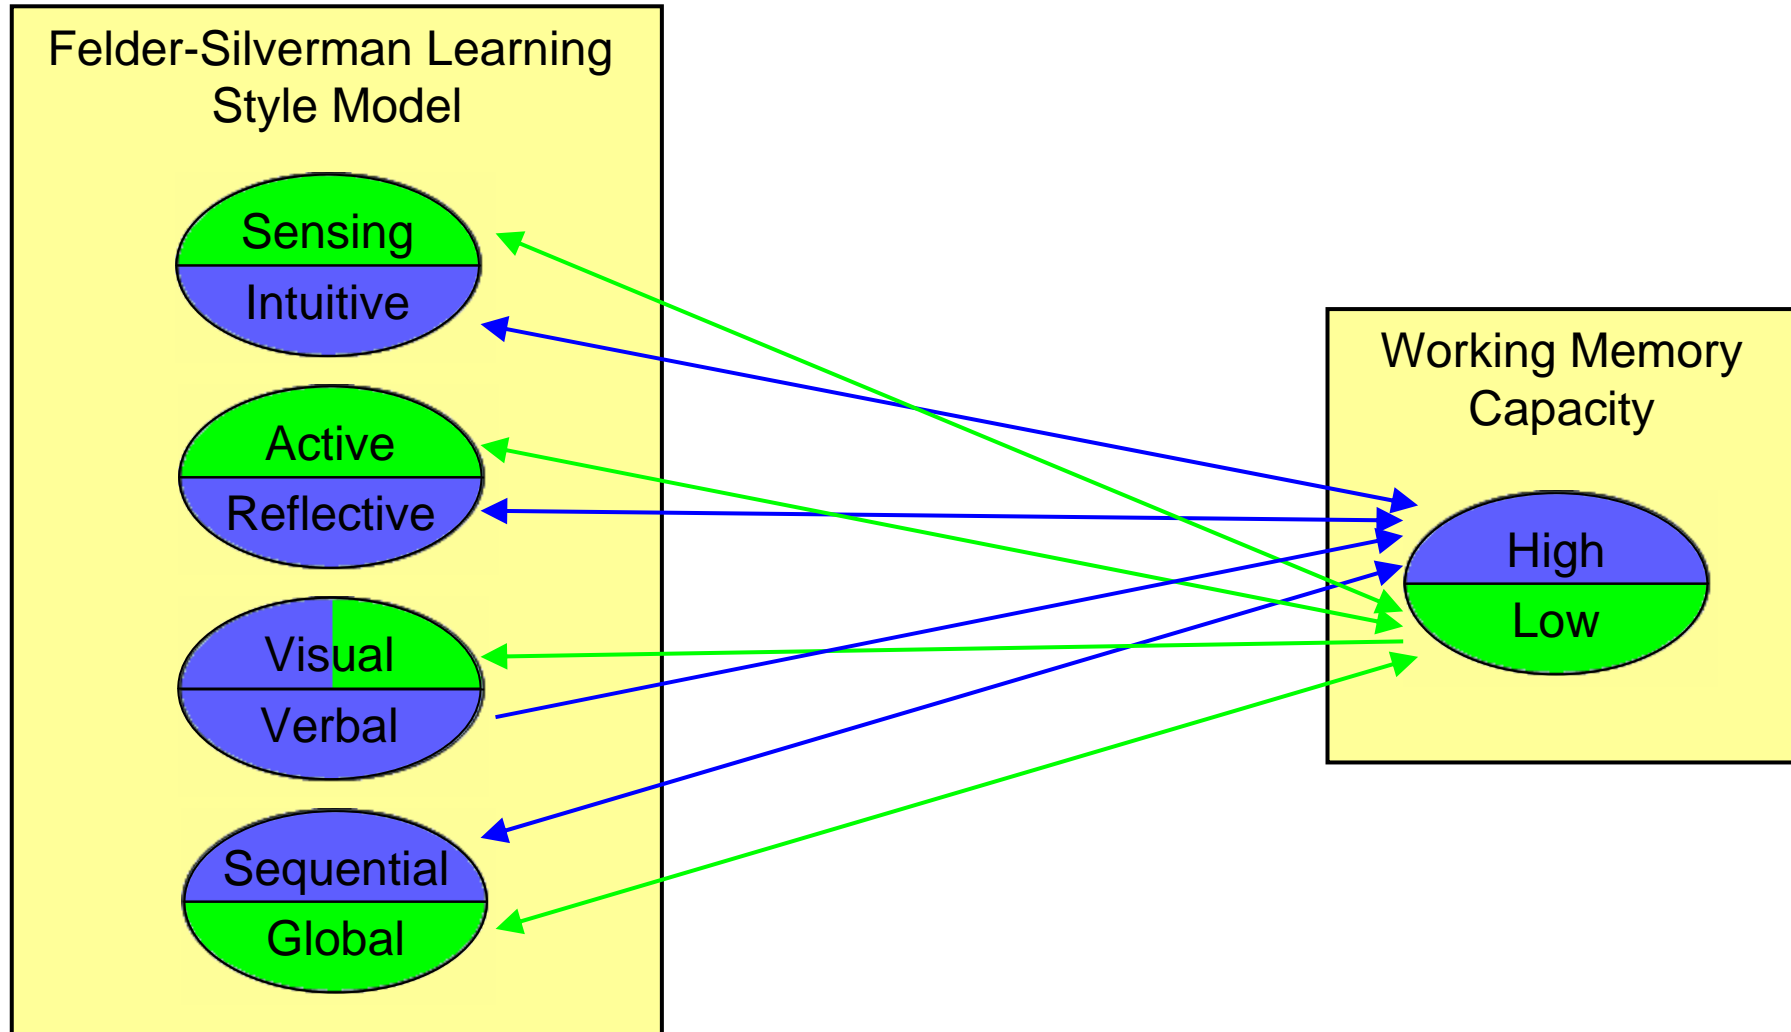 Felder-Silverman Learning
Style Model
Sensing
Intuitive
Active
Reflective
Visual
Verbal
Sequential
Global
Working Memory
Capacity
High
Low